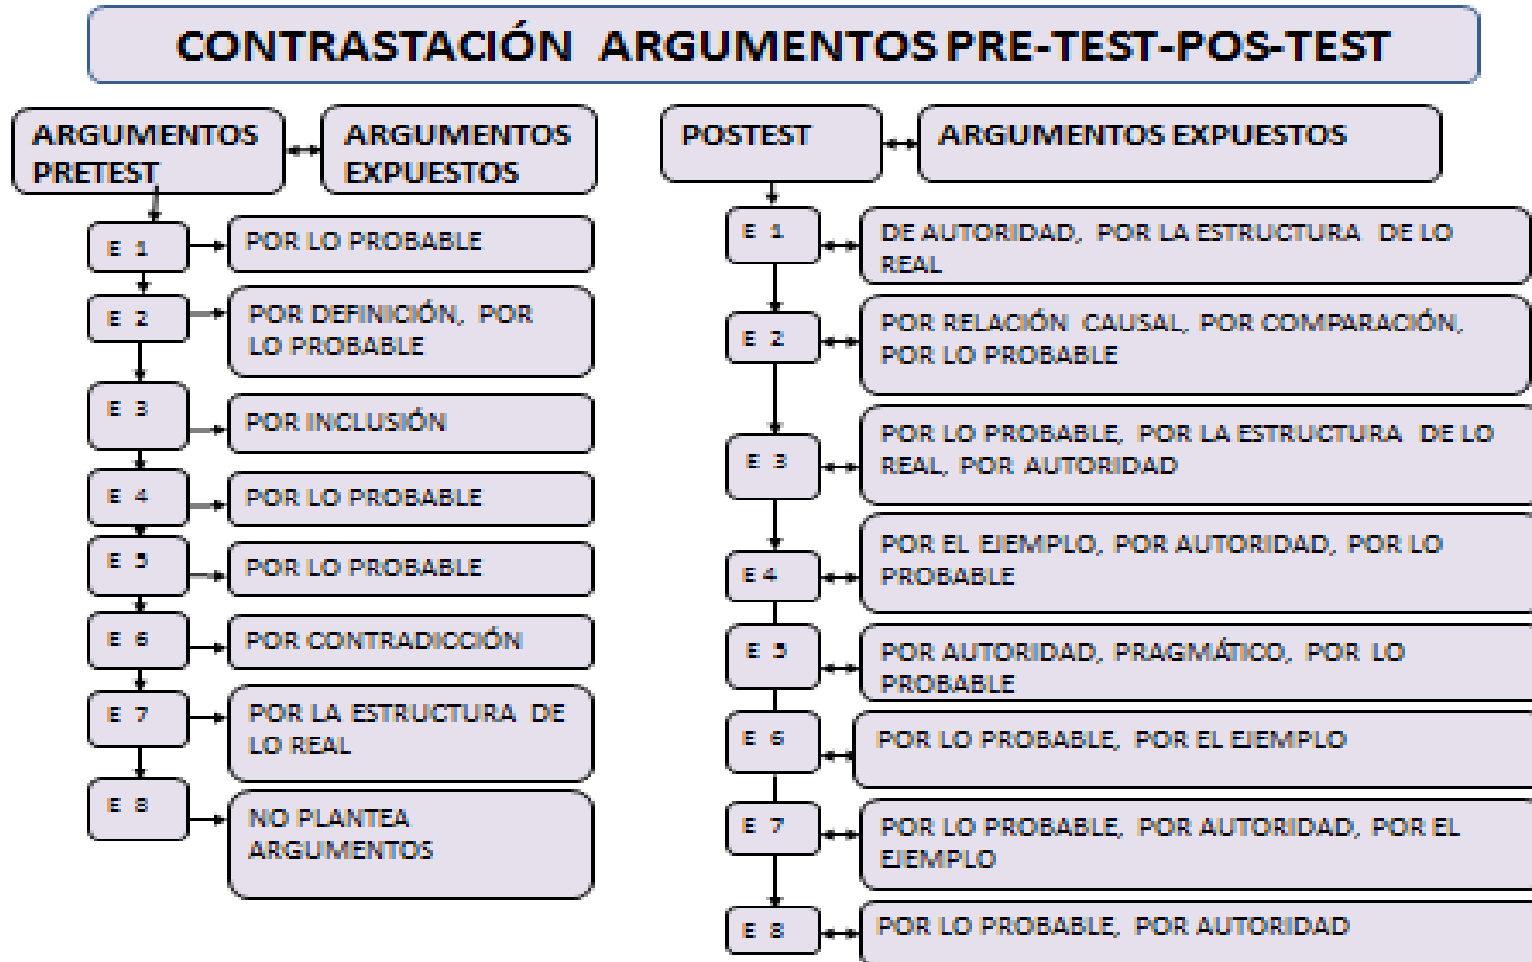 CONTRASTACIÓN ARGUMENTOS PRE-TEST-POS-TEST
ARGUMENTOS
PRETEST
ARGUMENTOS
EXPUESTOS
E 1
POR LO PROBABLE
E 2
POR DEFINICIÓN, POR
LO PROBABLE
E 3
POR INCLUSIÓN
E 4
POR LO PROBABLE
E 5
POR LO PROBABLE
E 6
POR CONTRADICCIÓN
E 7
POR LA ESTRUCTURA DE
LO REAL
E 8
NO PLANTEA
ARGUMENTOS
POSTEST
ARGUMENTOS EXPUESTOS
E 1
DE AUTORIDAD, POR LA ESTRUCTURA DE LO
REAL
E 2
POR RELACIÓN CAUSAL, POR COMPARACIÓN,
POR LO PROBABLE
E 3
POR LO PROBABLE, POR LA ESTRUCTURA DE LO
REAL, POR AUTORIDAD
E 4
POR EL EJEMPLO, POR AUTORIDAD, POR LO
PROBABLE
E 5
POR AUTORIDAD, PRAGMÁTICO, POR LO
PROBABLE
E 6
POR LO PROBABLE, POR EL EJEMPLO
E 7
POR LO PROBABLE, POR AUTORIDAD, POR EL
EJEMPLO
E 8
POR LO PROBABLE, POR AUTORIDAD